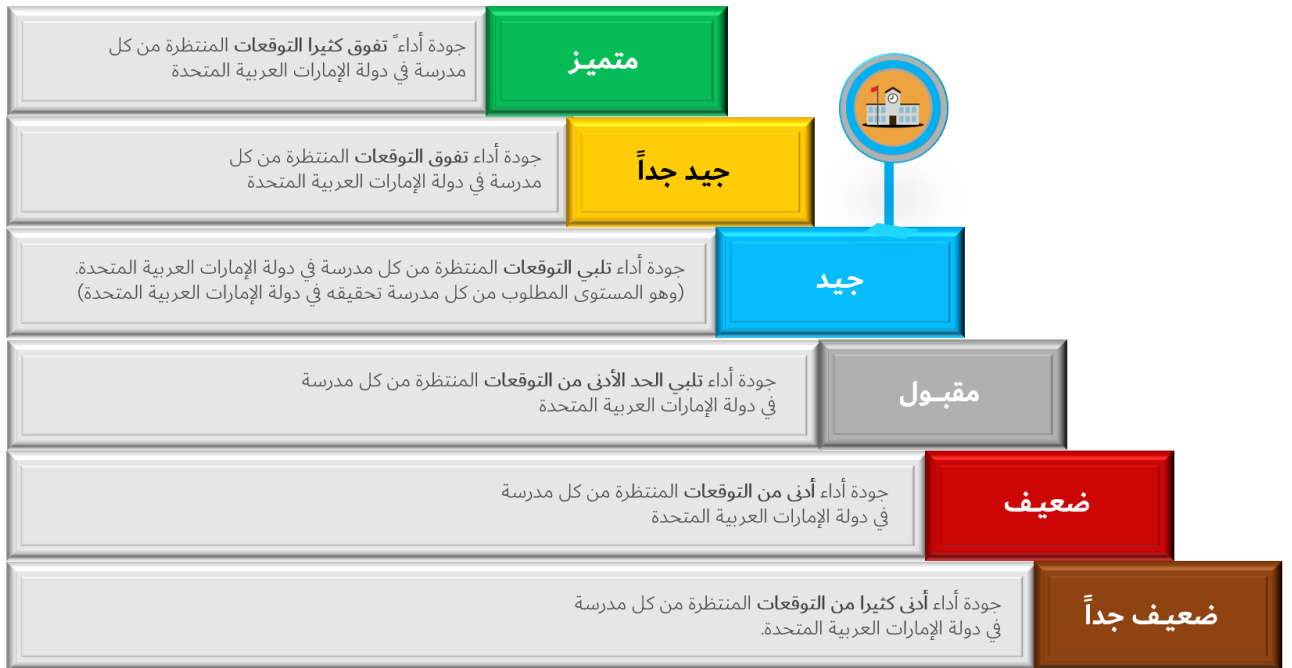 متميـز
جودة أداء ً تفوق كثيرا التوقعات المنتظرة من كل
مدرسة في دولة الإمارات العربية المتحدة
جيد جداً
جودة أداء تفوق التوقعات المنتظرة من كل
مدرسة في دولة الإمارات العربية المتحدة
جيد
جودة أداء تلبي التوقعات المنتظرة من كل مدرسة في دولة الإمارات العربية المتحدة.
(وهو المستوى المطلوب من كل مدرسة تحقيقه في دولة الإمارات العربية المتحدة)
مقبـول
جودة أداء تلبي الحد الأدنى من التوقعات المنتظرة من كل مدرسة
في دولة الإمارات العربية المتحدة
ضعيـف
جودة أداء أدنى من التوقعات المنتظرة من كل مدرسة
في دولة الإمارات العربية المتحدة
ضعيـف جداً
جودة أداء أدنى كثيرا من التوقعات المنتظرة من كل مدرسة
في دولة الإمارات العربية المتحدة.